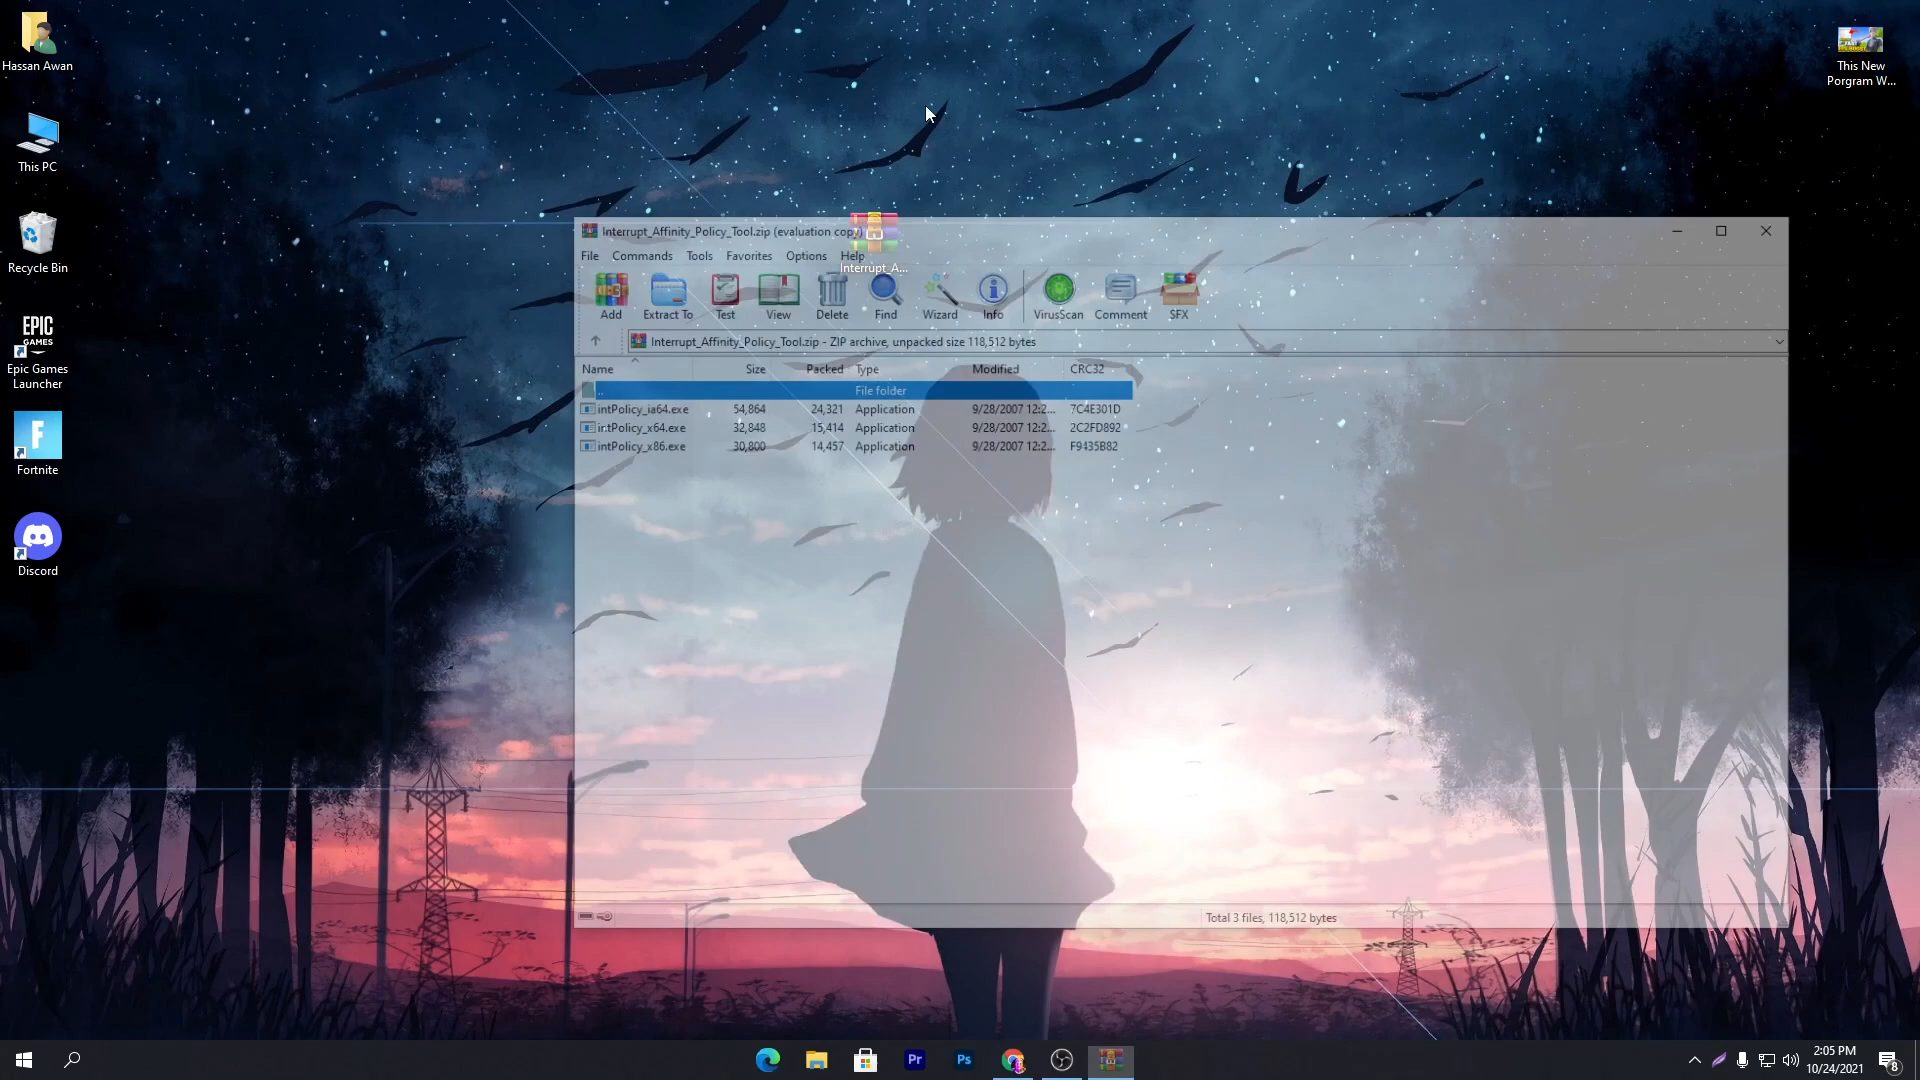 Hassan Awan
This PC
Recycle Bin
EPIC
GAMES
Epic Games
Launcher
F
Fortnite
Discord
This New
Porgram W...
Interrupt_A...
Interrupt_Affinity_Policy_Tool.zip (evaluation copy)
File Commands Tools Favorites Options Help
Add Extract To Test View Delete Find Wizard Info VirusScan Comment SFX
Interrupt_Affinity_Policy_Tool.zip - ZIP archive, unpacked size 118,512 bytes
Name Size Packed Type Modified CRC32
.. File folder
intPolicy_ia64.exe 54,864 24,321 Application 9/28/2007 12:2... 7C4E301D
intPolicy_x64.exe 32,848 15,414 Application 9/28/2007 12:2... 2C2FD892
intPolicy_x86.exe 30,800 14,457 Application 9/28/2007 12:2... F9435B82
Total 3 files, 118,512 bytes
Pr Ps
2:05 PM
10/24/2021
8